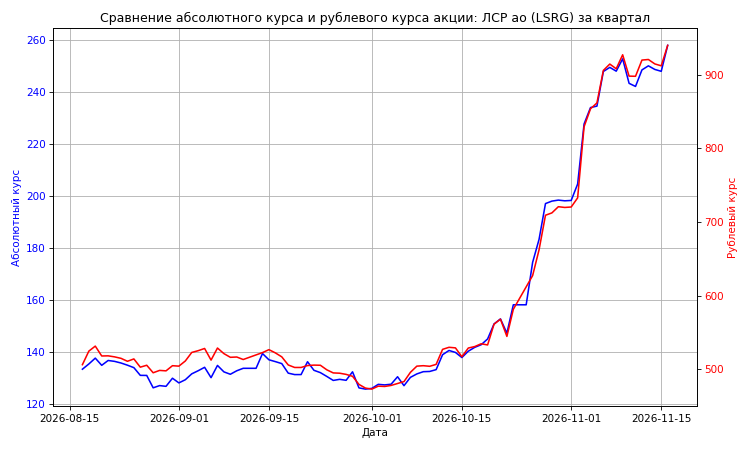 Сравнение абсолютного курса и рублевого курса акции: ЛСР ао (LSRG) за квартал
260
240
220
200
180
160
140
120
Абсолютный курс
900
800
700
600
500
Рублевый курс
2026-08-15 2026-09-01 2026-09-15 2026-10-01 2026-10-15 2026-11-01 2026-11-15
Дата